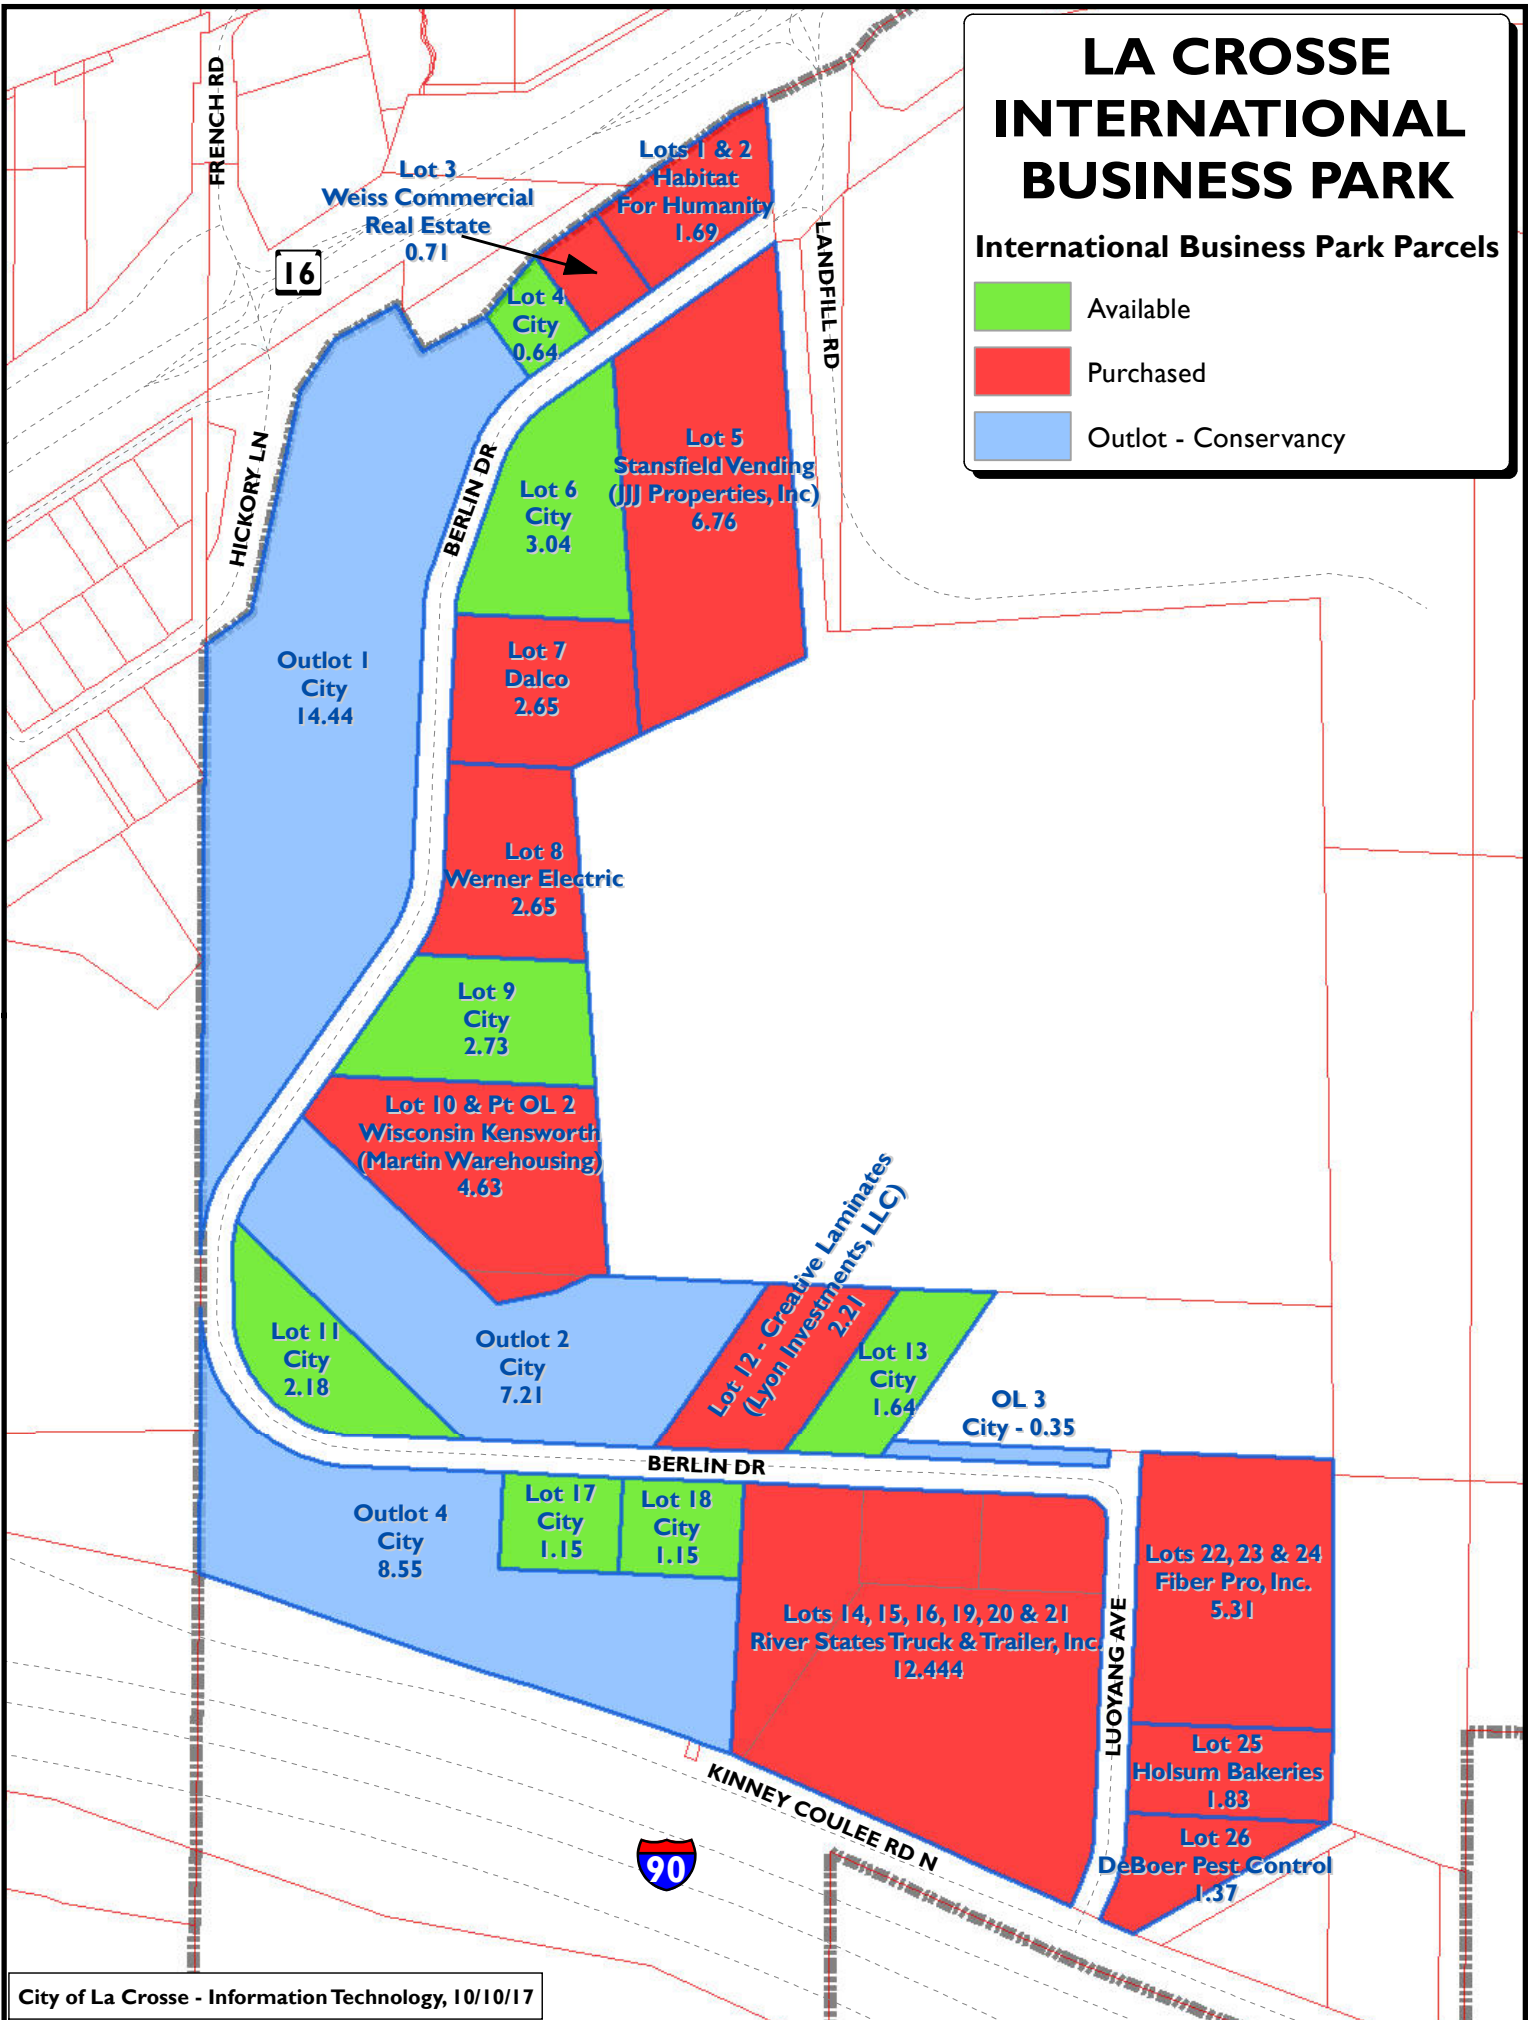 LA CROSSE
INTERNATIONAL
BUSINESS PARK
International Business Park Parcels
Available
Purchased
Outlot - Conservancy
FRENCH RD
16
HICKORY LN
LANDFILL RD
Lots 1 & 2
Habitat
For Humanity
1.69
Lot 3
Weiss Commercial
Real Estate
0.71
Lot 4
City
0.64
BERLIN DR
Lot 5
Stansfield Vending
(JJJ Properties, Inc)
6.76
Lot 6
City
3.04
Outlot 1
City
14.44
Lot 7
Dalco
2.65
Lot 8
Werner Electric
2.65
Lot 9
City
2.73
Lot 10 & Pt OL 2
Wisconsin Kensworth
(Martin Warehousing)
4.63
Lot 11
City
2.18
Outlot 2
City
7.21
Lot 12 - Creative Laminates
(Lyon Investments, LLC)
2.21
Lot 13
City
1.64
OL 3
City - 0.35
BERLIN DR
Outlot 4
City
8.55
Lot 17
City
1.15
Lot 18
City
1.15
Lots 14, 15, 16, 19, 20 & 21
River States Truck & Trailer, Inc.
12.444
LUOYANG AVE
Lots 22, 23 & 24
Fiber Pro, Inc.
5.31
Lot 25
Holsum Bakeries
1.83
Lot 26
DeBoer Pest Control
1.37
KINNEY COULEE RD N
90
City of La Crosse - Information Technology, 10/10/17